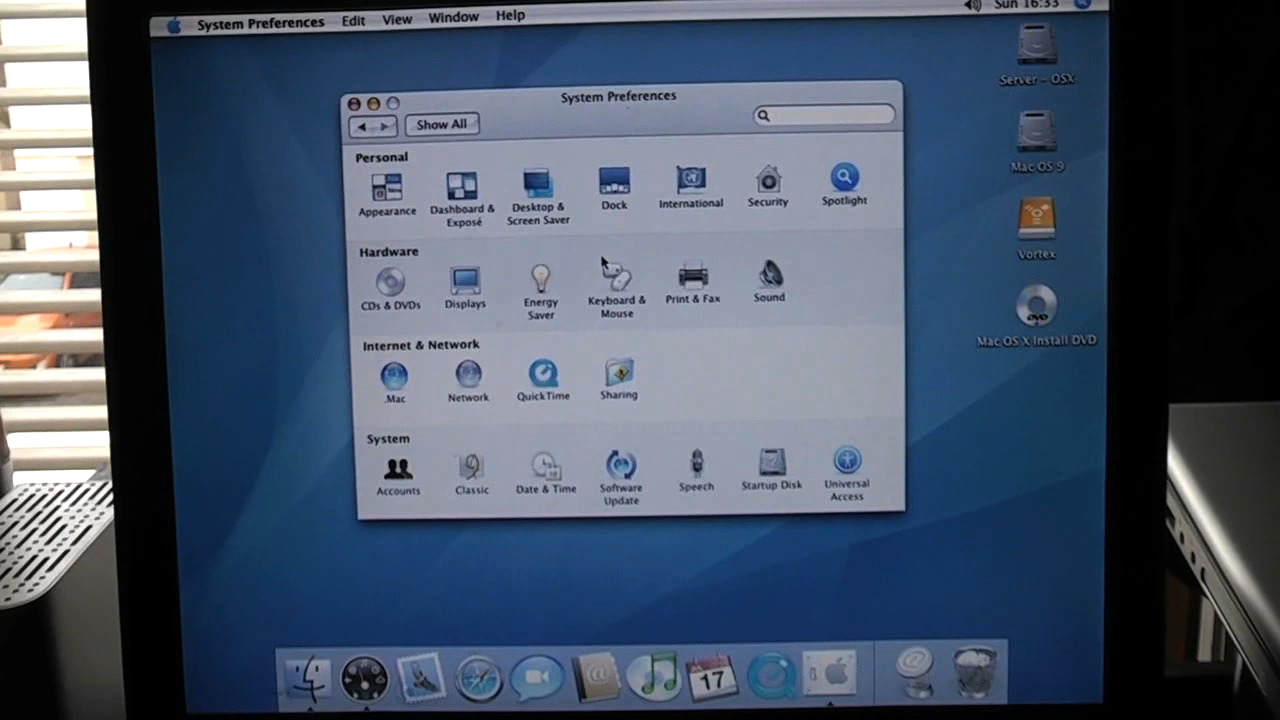 System Preferences Edit View Window Help Sun 16:33
Server – OSX
Mac OS 9
Vortex
DVD
Mac OS X Install DVD
System Preferences
Show All
Personal
Appearance
Dashboard &
Exposé
Desktop &
Screen Saver
Dock
International
Security
Spotlight
Hardware
CDs & DVDs
Displays
Energy
Saver
Keyboard &
Mouse
Print & Fax
Sound
Internet & Network
.Mac
Network
QuickTime
Sharing
System
Accounts
Classic
Date & Time
Software
Update
Speech
Startup Disk
Universal
Access
17